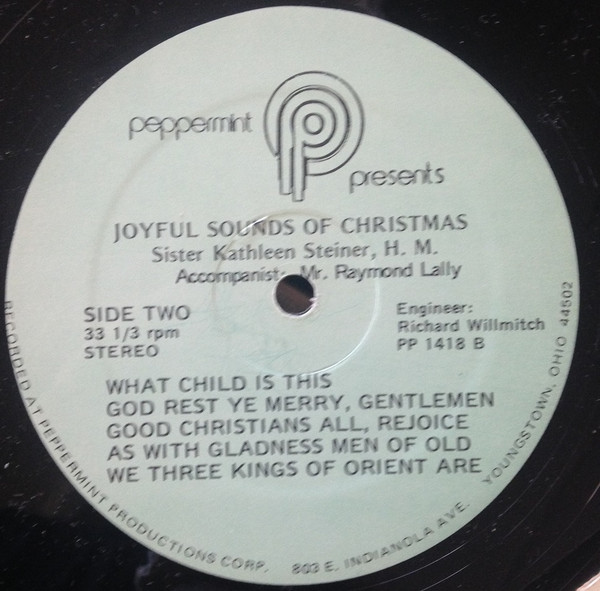 peppermint
presents
JOYFUL SOUNDS OF CHRISTMAS
Sister Kathleen Steiner, H. M.
Accompanist: Mr. Raymond Lally
SIDE TWO
33 1/3 rpm
STEREO
Engineer:
Richard Willmitch
PP 1418 B
WHAT CHILD IS THIS
GOD REST YE MERRY, GENTLEMEN
GOOD CHRISTIANS ALL, REJOICE
AS WITH GLADNESS MEN OF OLD
WE THREE KINGS OF ORIENT ARE
RECORDED AT PEPPERMINT PRODUCTIONS CORP. 803 E. INDIANOLA AVE. YOUNGSTOWN, OHIO 44502